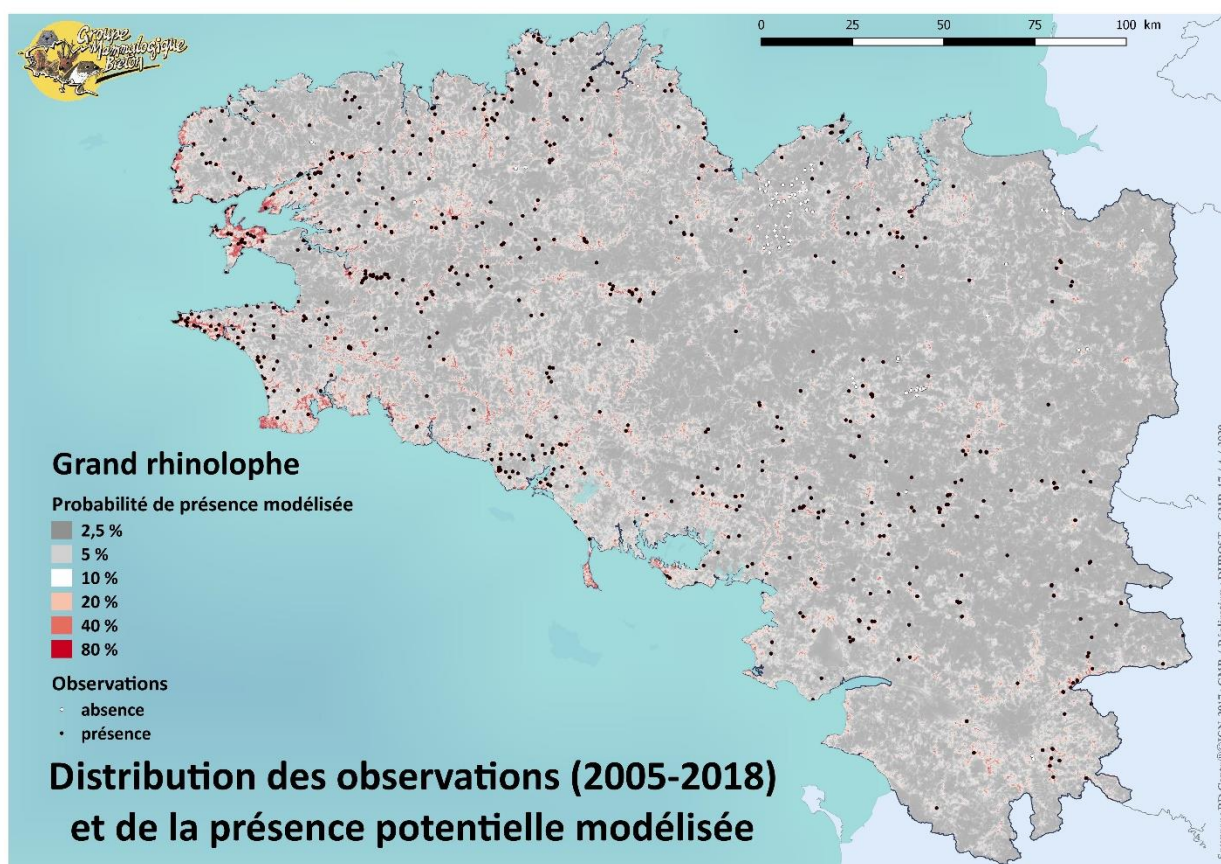 Groupe
Mammalogique
Breton
0 25 50 75 100 km
Grand rhinolophe
Probabilité de présence modélisée
2,5 %
5 %
10 %
20 %
40 %
80 %
Observations
absence
présence
Distribution des observations (2005-2018)
et de la présence potentielle modélisée